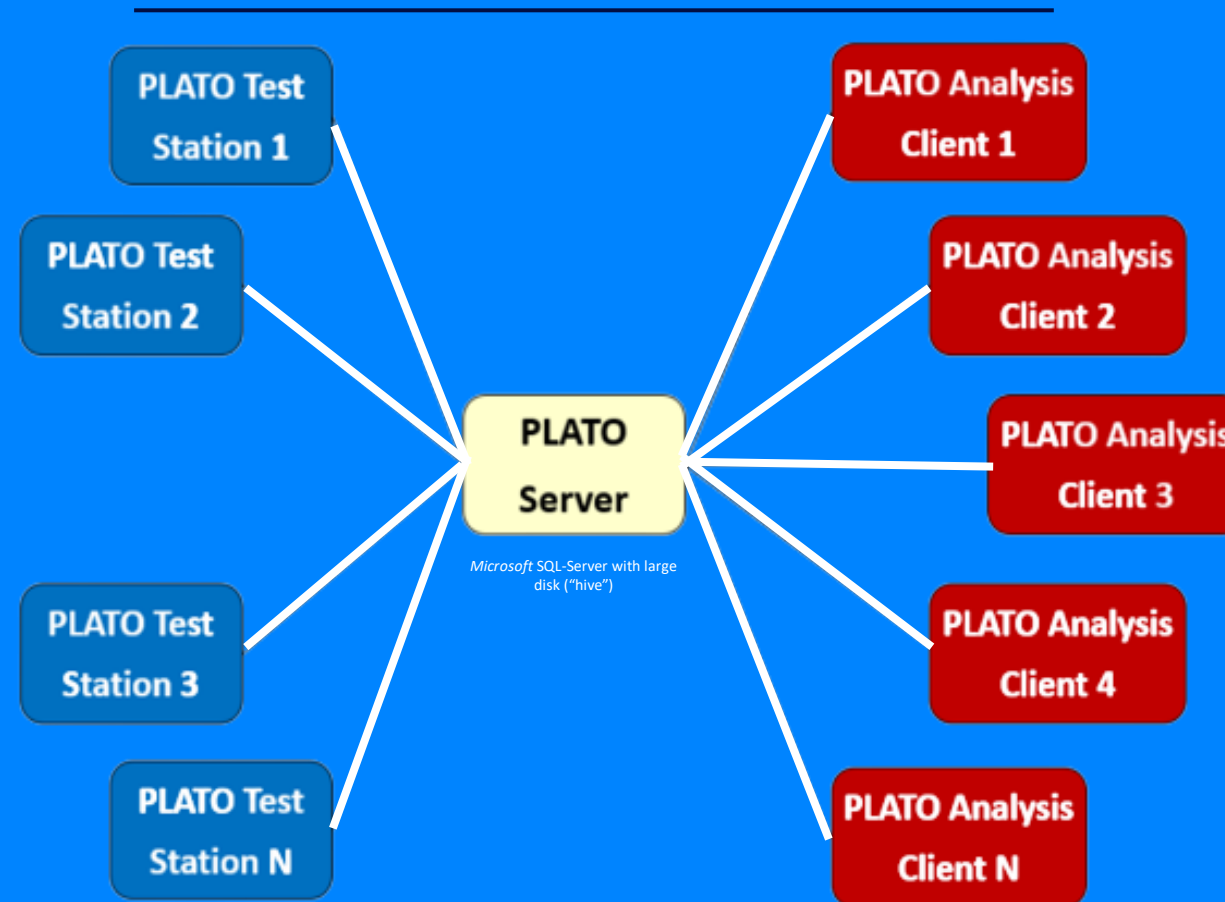 PLATO Test
Station 1
PLATO Test
Station 2
PLATO Test
Station 3
PLATO Test
Station N
PLATO
Server
Microsoft SQL-Server with large
disk (“hive”)
PLATO Analysis
Client 1
PLATO Analysis
Client 2
PLATO Analysis
Client 3
PLATO Analysis
Client 4
PLATO Analysis
Client N